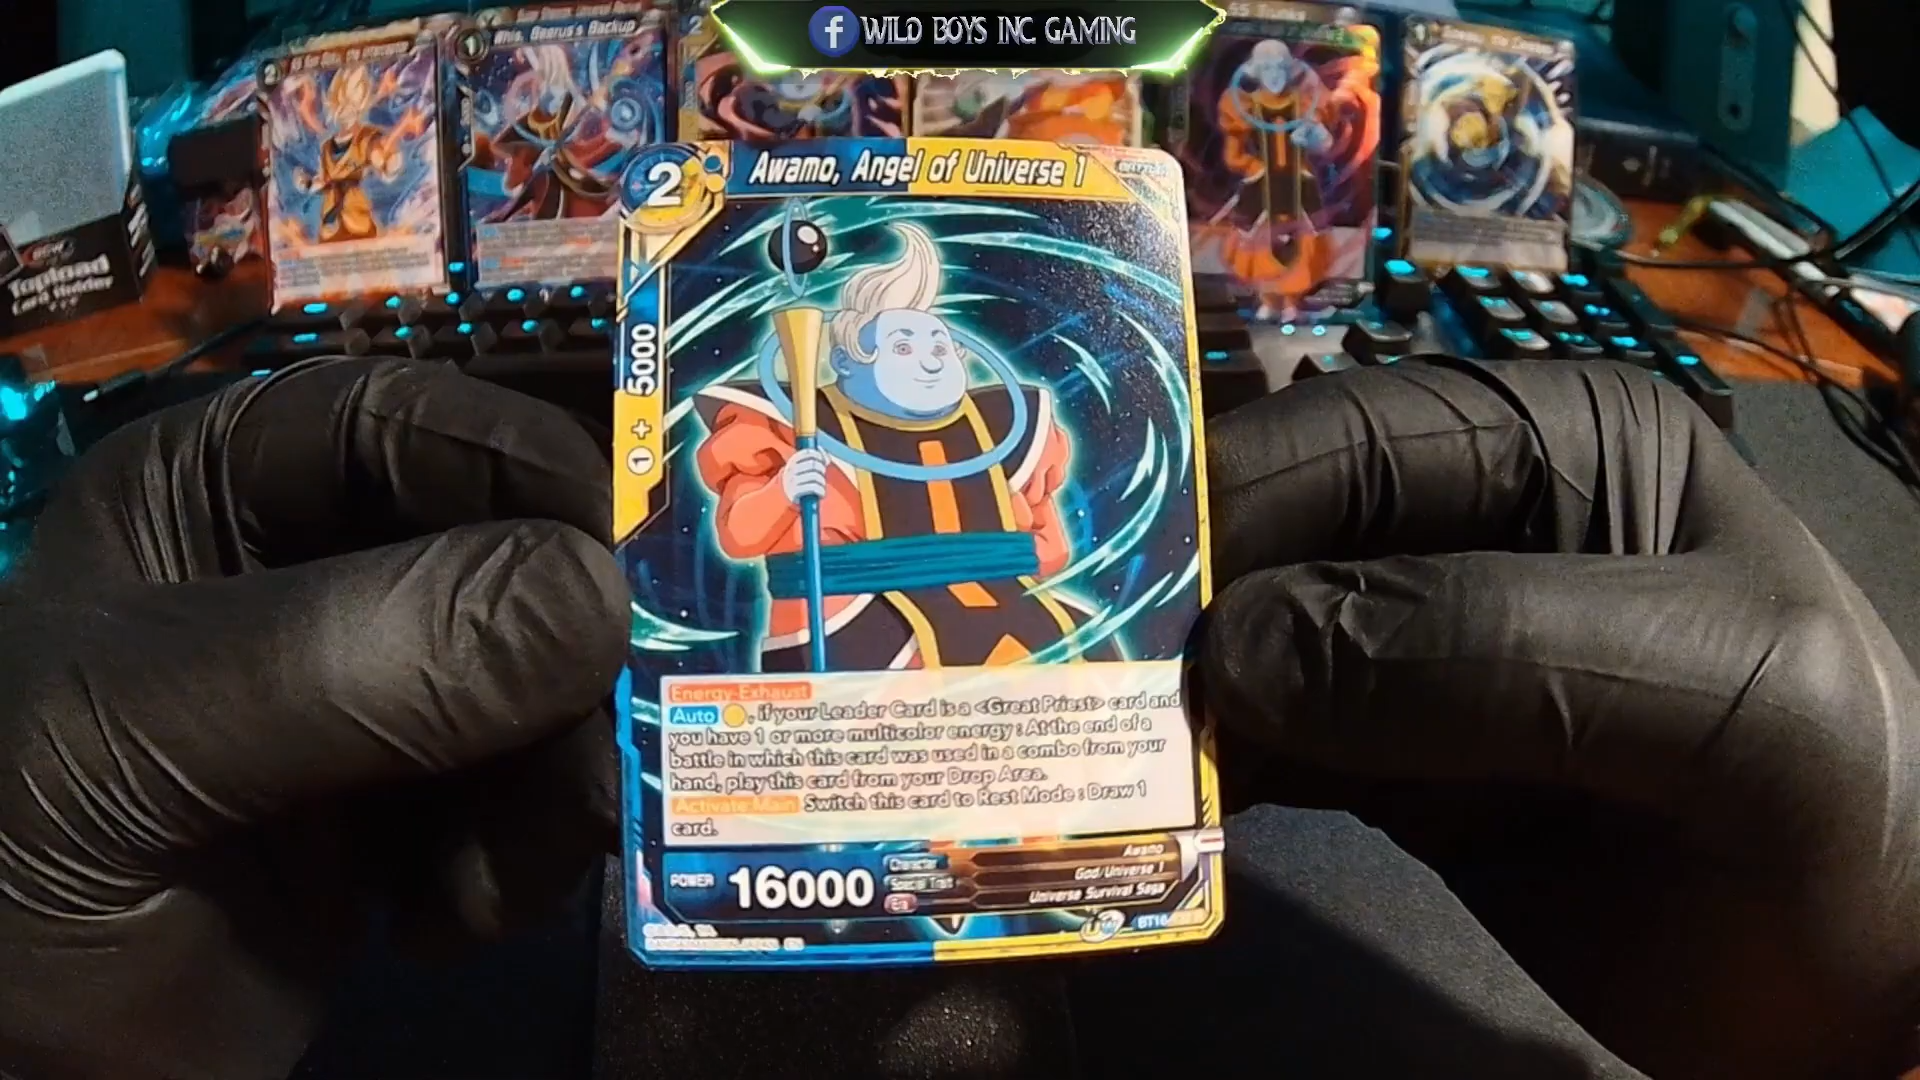 WILD BOYS INC GAMING
Whis, Beerus's Backup
2
1
2
1
Topload
Card Holder
2
Awamo, Angel of Universe 1
5000
1 +
Energy-Exhaust
Auto , if your Leader Card is a <Great Priest> card and
you have 1 or more multicolor energy : At the end of a
battle in which this card was used in a combo from your
hand, play this card from your Drop Area.
Activate:Main Switch this card to Rest Mode : Draw 1
card.
POWER 16000
Character Awamo
Special Trait God/Universe 1
Era Universe Survival Saga